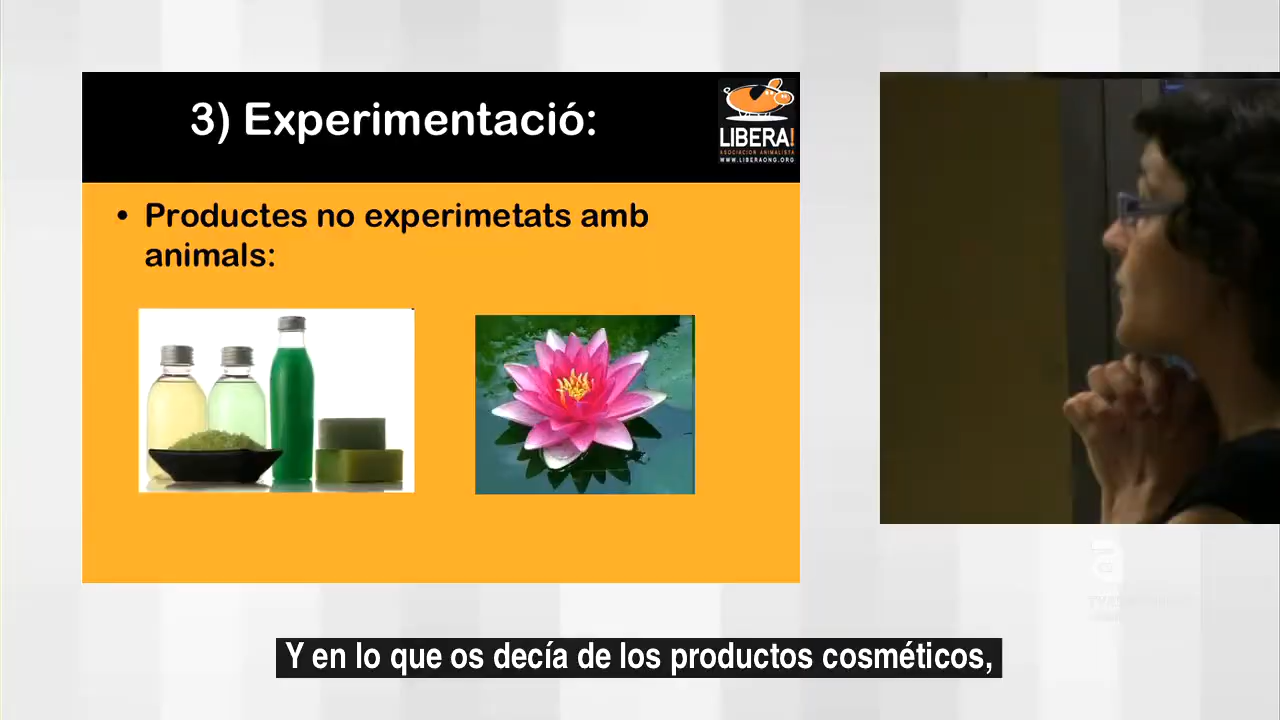 3) Experimentació:
LIBERA!
ASOCIACION ANIMALISTA
WWW.LIBERAONG.ORG
• Productes no experimetats amb
animals:
Y en lo que os decía de los productos cosméticos,